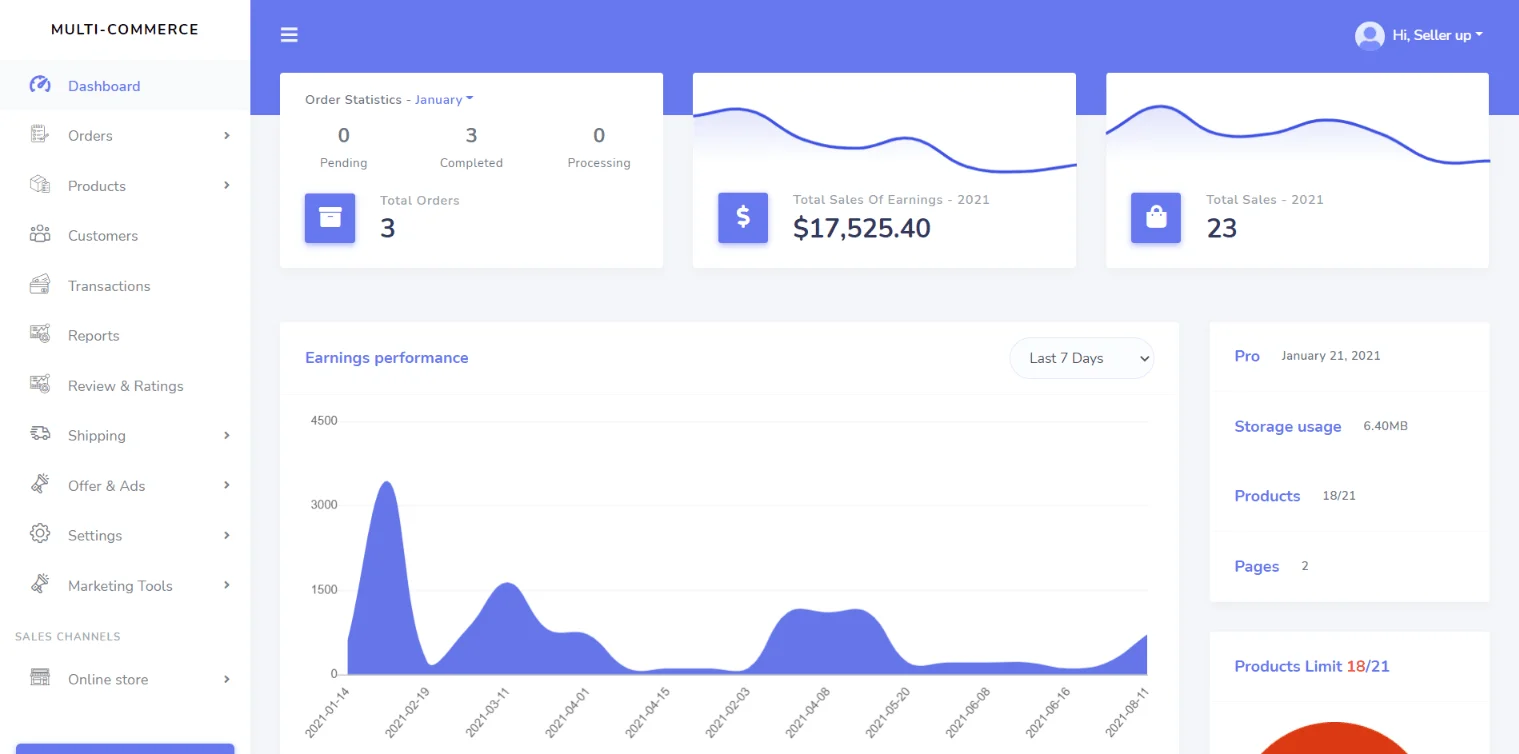 MULTI-COMMERCE
Dashboard
Orders
Products
Customers
Transactions
Reports
Review & Ratings
Shipping
Offer & Ads
Settings
Marketing Tools
SALES CHANNELS
Online store
Hi, Seller up
Order Statistics - January
0 3 0
Pending Completed Processing
Total Orders
3
Total Sales Of Earnings - 2021
$17,525.40
Total Sales - 2021
23
Earnings performance
Last 7 Days
4500
3000
1500
0
2021-01-14 2021-02-19 2021-03-11 2021-04-01 2021-04-15 2021-02-03 2021-04-08 2021-05-20 2021-06-08 2021-06-16 2021-08-11
Pro January 21, 2021
Storage usage 6.40MB
Products 18/21
Pages 2
Products Limit 18/21